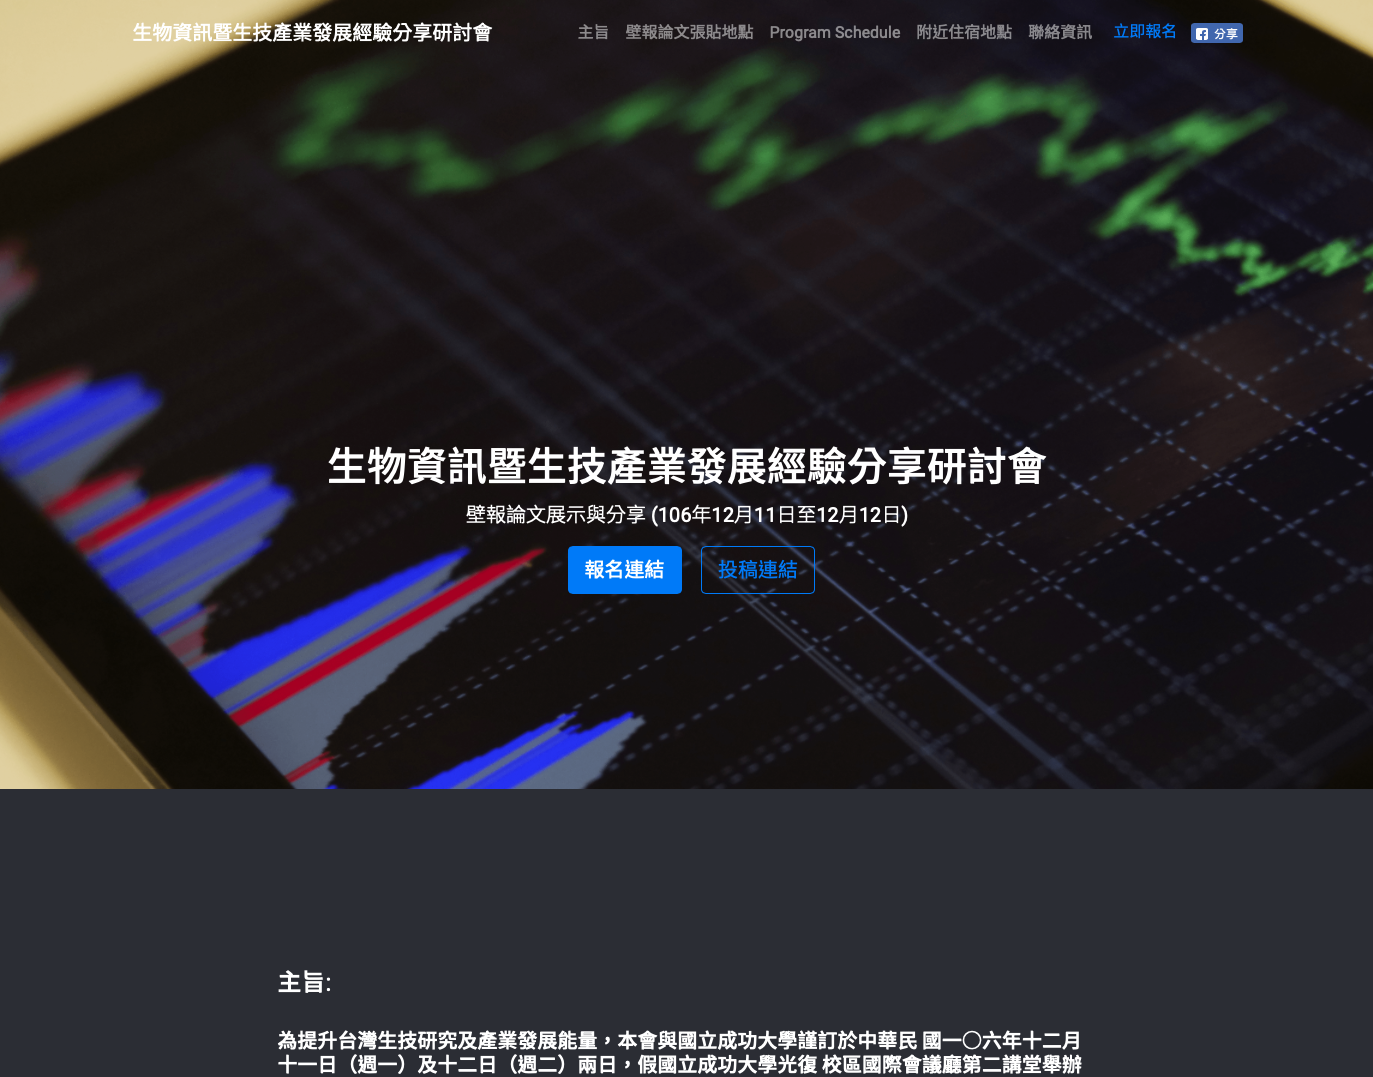 生物資訊暨生技產業發展經驗分享研討會
主旨 壁報論文張貼地點 Program Schedule 附近住宿地點 聯絡資訊 立即報名 分享
生物資訊暨生技產業發展經驗分享研討會
壁報論文展示與分享 (106年12月11日至12月12日)
報名連結 投稿連結
主旨:
為提升台灣生技研究及產業發展能量，本會與國立成功大學謹訂於中華民 國一〇六年十二月
十一日（週一）及十二日（週二）兩日，假國立成功大學光復 校區國際會議廳第二講堂舉辦